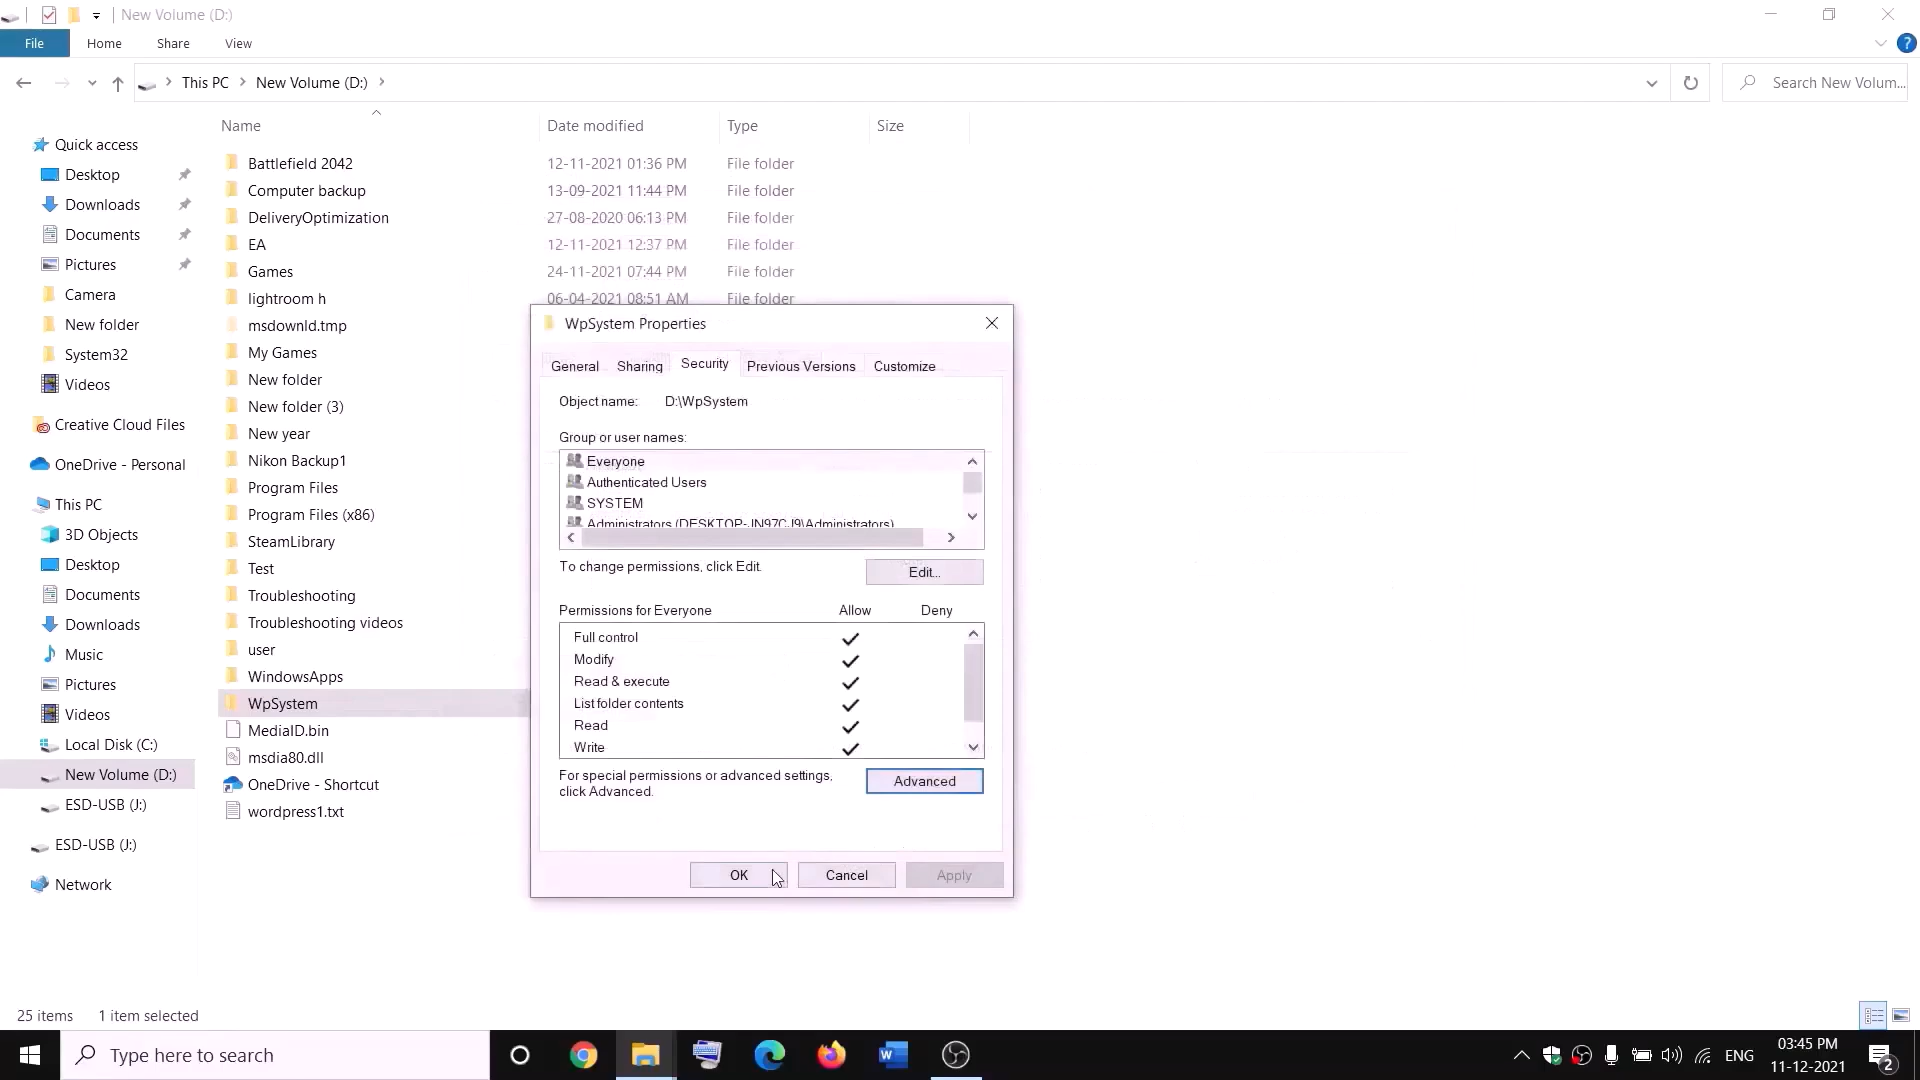 New Volume (D:)
File Home Share View
This PC New Volume (D:) Search New Volum...
Name Date modified Type Size
Quick access
Desktop
Downloads
Documents
Pictures
Camera
New folder
System32
Videos
Creative Cloud Files
OneDrive - Personal
This PC
3D Objects
Desktop
Documents
Downloads
Music
Pictures
Videos
Local Disk (C:)
New Volume (D:)
ESD-USB (J:)
ESD-USB (J:)
Network
Battlefield 2042 12-11-2021 01:36 PM File folder
Computer backup 13-09-2021 11:44 PM File folder
DeliveryOptimization 27-08-2020 06:13 PM File folder
EA 12-11-2021 12:37 PM File folder
Games 24-11-2021 07:44 PM File folder
lightroom h 06-04-2021 08:51 AM File folder
msdownld.tmp
My Games
New folder
New folder (3)
New year
Nikon Backup1
Program Files
Program Files (x86)
SteamLibrary
Test
Troubleshooting
Troubleshooting videos
user
WindowsApps
WpSystem
MediaID.bin
msdia80.dll
OneDrive - Shortcut
wordpress1.txt
WpSystem Properties
General Sharing Security Previous Versions Customize
Object name: D:\WpSystem
Group or user names:
Everyone
Authenticated Users
SYSTEM
Administrators (DESKTOP-JN97CJ9\Administrators)
To change permissions, click Edit.
Edit...
Permissions for Everyone Allow Deny
Full control
Modify
Read & execute
List folder contents
Read
Write
For special permissions or advanced settings,
click Advanced.
Advanced
OK Cancel Apply
25 items 1 item selected
Type here to search
ENG
03:45 PM
11-12-2021
2